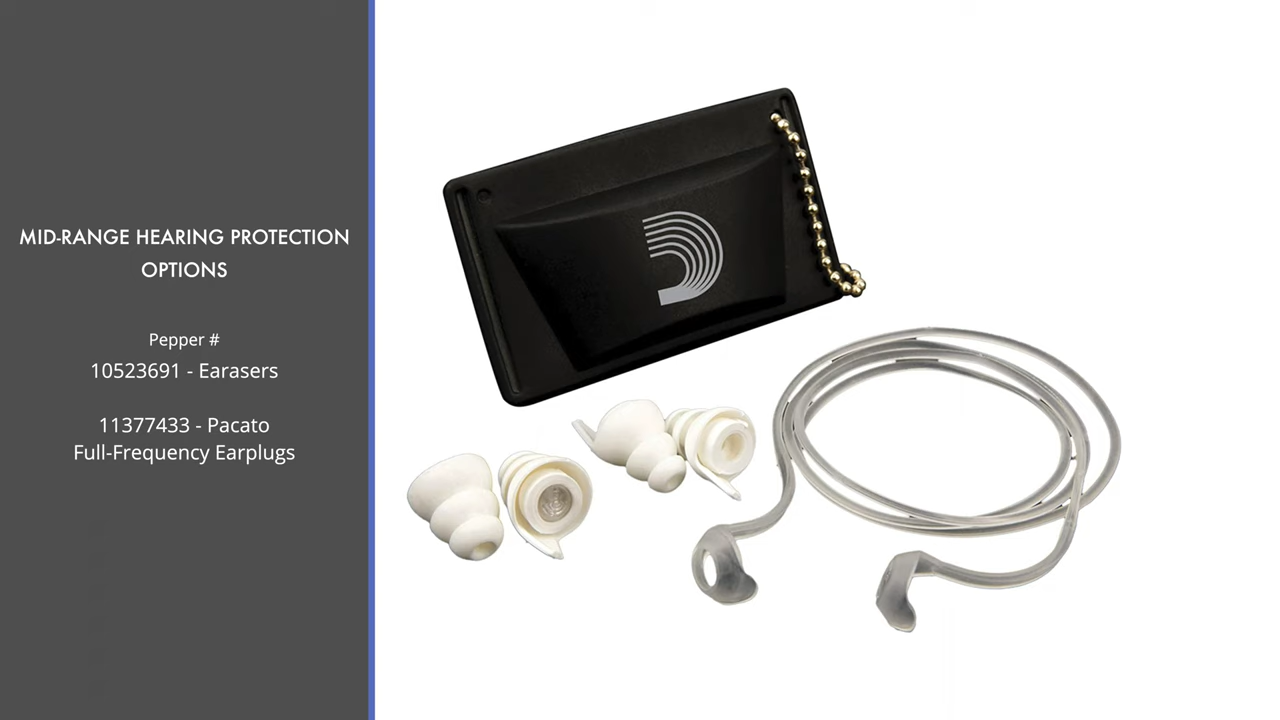 MID-RANGE HEARING PROTECTION
OPTIONS
Pepper #
10523691 - Earasers
11377433 - Pacato
Full-Frequency Earplugs